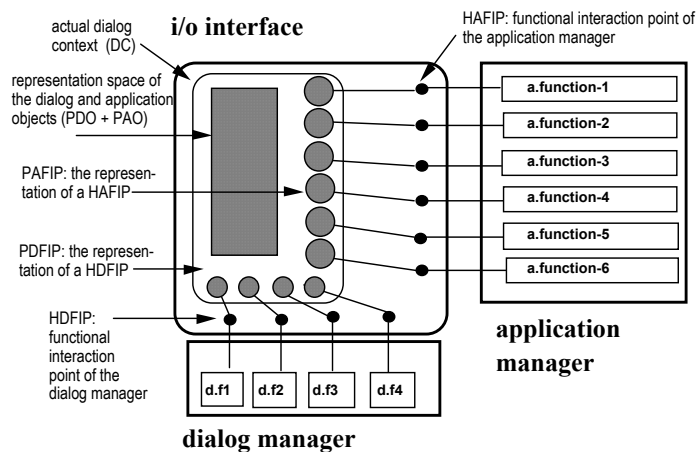 actual dialog
context (DC)
i/o interface
HAFIP: functional interaction point of
the application manager
representation space of
the dialog and application
objects (PDO + PAO)
PAFIP: the represen-
tation of a HAFIP
PDFIP: the represen-
tation of a HDFIP
HDFIP:
functional
interaction
point of the
dialog manager
a.function-1
a.function-2
a.function-3
a.function-4
a.function-5
a.function-6
application
manager
d.f1
d.f2
d.f3
d.f4
dialog manager